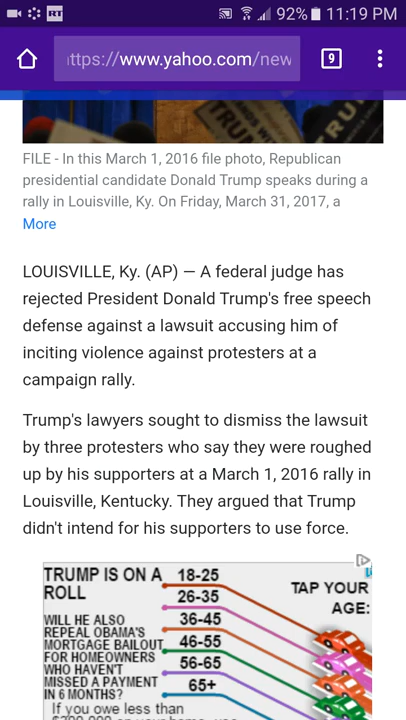 RT 92% 11:19 PM
ttps://www.yahoo.com/new 9
TRUMP
FILE - In this March 1, 2016 file photo, Republican
presidential candidate Donald Trump speaks during a
rally in Louisville, Ky. On Friday, March 31, 2017, a
More
LOUISVILLE, Ky. (AP) — A federal judge has
rejected President Donald Trump's free speech
defense against a lawsuit accusing him of
inciting violence against protesters at a
campaign rally.
Trump's lawyers sought to dismiss the lawsuit
by three protesters who say they were roughed
up by his supporters at a March 1, 2016 rally in
Louisville, Kentucky. They argued that Trump
didn't intend for his supporters to use force.
TRUMP IS ON A
ROLL
WILL HE ALSO
REPEAL OBAMA'S
MORTGAGE BAILOUT
FOR HOMEOWNERS
WHO HAVEN'T
MISSED A PAYMENT
IN 6 MONTHS?
18-25
26-35
36-45
46-55
56-65
65+
TAP YOUR
AGE:
If you owe less than